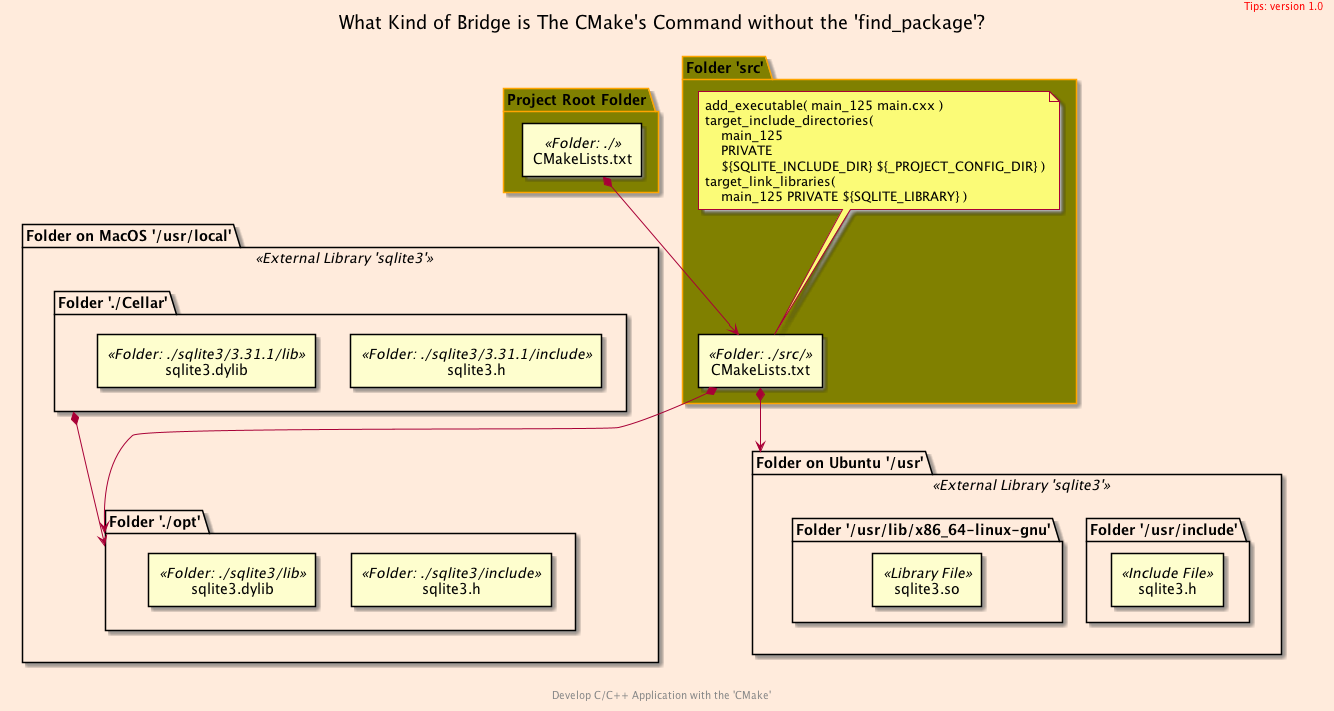 Tips: version 1.0
What Kind of Bridge is The CMake's Command without the 'find_package'?
Folder 'src'
add_executable( main_125 main.cxx )
target_include_directories(
main_125
PRIVATE
${SQLITE_INCLUDE_DIR} ${_PROJECT_CONFIG_DIR} )
target_link_libraries(
main_125 PRIVATE ${SQLITE_LIBRARY} )
Project Root Folder
«Folder: ./»
CMakeLists.txt
«Folder: ./src/»
CMakeLists.txt
Folder on MacOS '/usr/local'
«External Library 'sqlite3'»
Folder './Cellar'
«Folder: ./sqlite3/3.31.1/lib»
sqlite3.dylib
«Folder: ./sqlite3/3.31.1/include»
sqlite3.h
Folder './opt'
«Folder: ./sqlite3/lib»
sqlite3.dylib
«Folder: ./sqlite3/include»
sqlite3.h
Folder on Ubuntu '/usr'
«External Library 'sqlite3'»
Folder '/usr/lib/x86_64-linux-gnu'
«Library File»
sqlite3.so
Folder '/usr/include'
«Include File»
sqlite3.h
Develop C/C++ Application with the 'CMake'